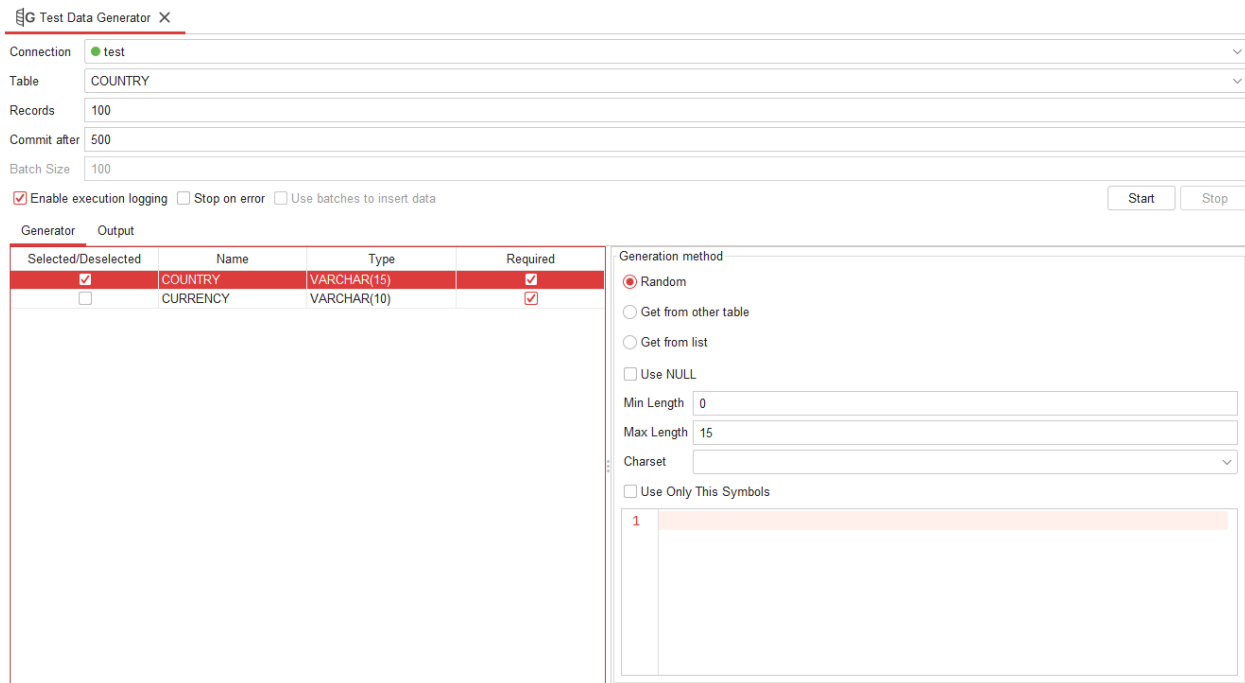 G Test Data Generator
Connection test
Table COUNTRY
Records 100
Commit after 500
Batch Size 100
Enable execution logging Stop on error Use batches to insert data Start Stop
Generator Output
Selected/Deselected Name Type Required
COUNTRY VARCHAR(15)
CURRENCY VARCHAR(10)
Generation method
Random
Get from other table
Get from list
Use NULL
Min Length 0
Max Length 15
Charset
Use Only This Symbols
1